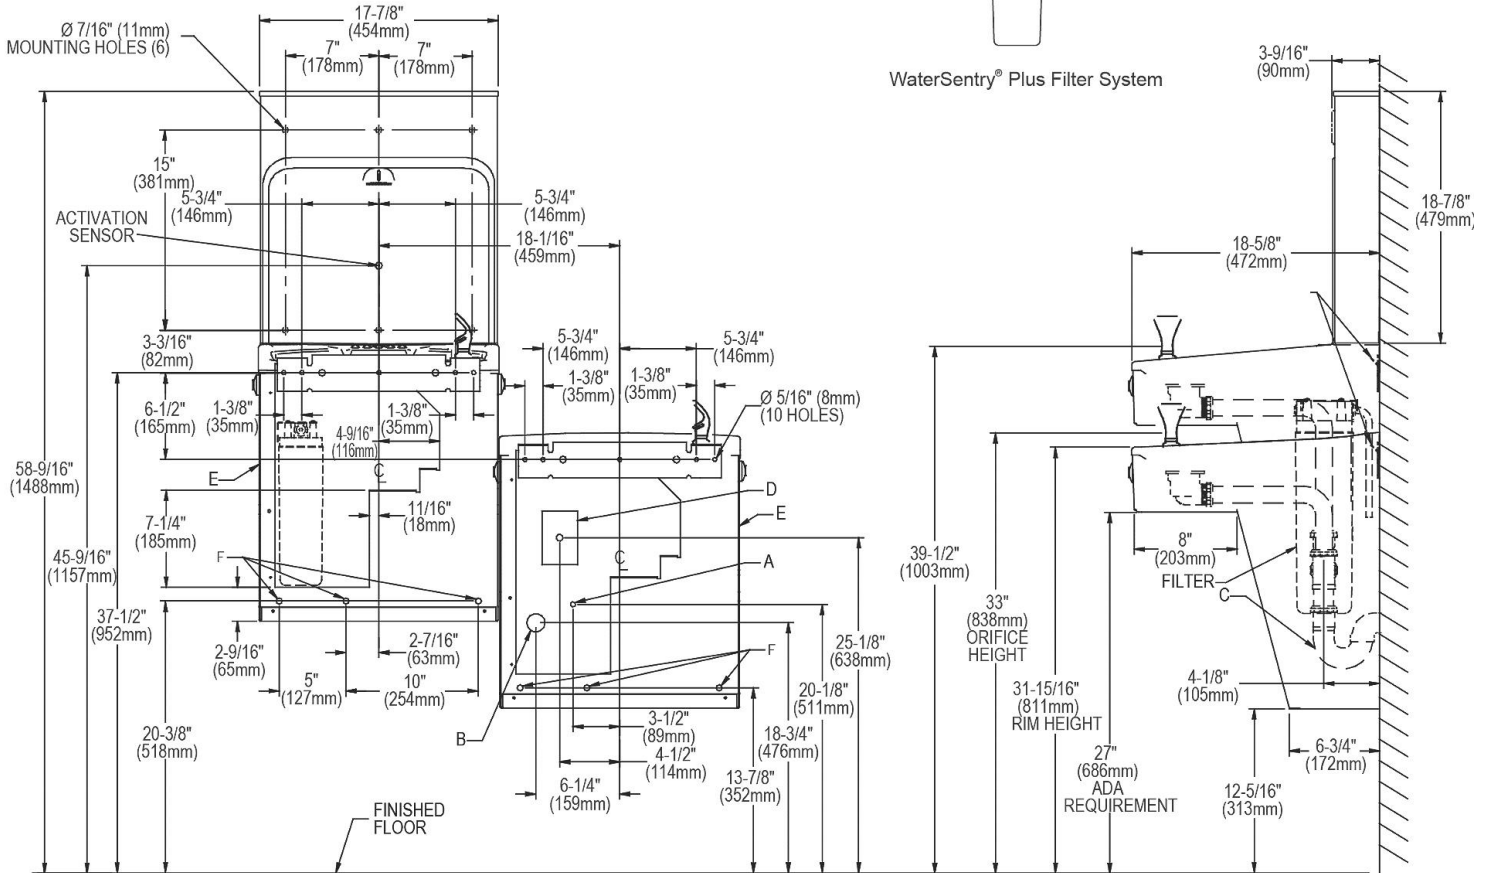 17-7/8"
(454mm)
Ø 7/16" (11mm)
MOUNTING HOLES (6)
7"
(178mm)
7"
(178mm)
WaterSentry® Plus Filter System
3-9/16"
(90mm)
15"
(381mm)
5-3/4"
(146mm)
5-3/4"
(146mm)
ACTIVATION
SENSOR
18-1/16"
(459mm)
18-7/8"
(479mm)
18-5/8"
(472mm)
3-3/16"
(82mm)
5-3/4"
(146mm)
5-3/4"
(146mm)
6-1/2"
(165mm)
1-3/8"
(35mm)
1-3/8"
(35mm)
1-3/8"
(35mm)
1-3/8"
(35mm)
Ø 5/16" (8mm)
(10 HOLES)
4-9/16"
(116mm)
C
58-9/16"
(1488mm)
E
D
E
11/16"
(18mm)
7-1/4"
(185mm)
F
C
A
45-9/16"
(1157mm)
37-1/2"
(952mm)
39-1/2"
(1003mm)
8"
(203mm)
FILTER
C
33"
(838mm)
ORIFICE
HEIGHT
2-9/16"
(65mm)
2-7/16"
(63mm)
25-1/8"
(638mm)
F
5"
(127mm)
10"
(254mm)
20-1/8"
(511mm)
31-15/16"
(811mm)
RIM HEIGHT
4-1/8"
(105mm)
20-3/8"
(518mm)
B
3-1/2"
(89mm)
4-1/2"
(114mm)
18-3/4"
(476mm)
6-3/4"
(172mm)
27"
(686mm)
ADA
REQUIREMENT
6-1/4"
(159mm)
13-7/8"
(352mm)
12-5/16"
(313mm)
FINISHED
FLOOR